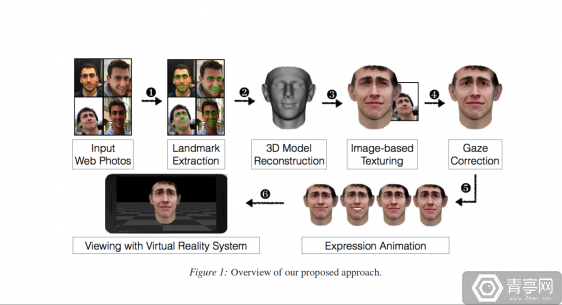 ❶
❷
❸
❹
Input
Web Photos
Landmark
Extraction
3D Model
Reconstruction
Image-based
Texturing
Gaze
Correction
❻
❺
Viewing with Virtual Reality System
Expression Animation
Figure 1: Overview of our proposed approach.
青亭网